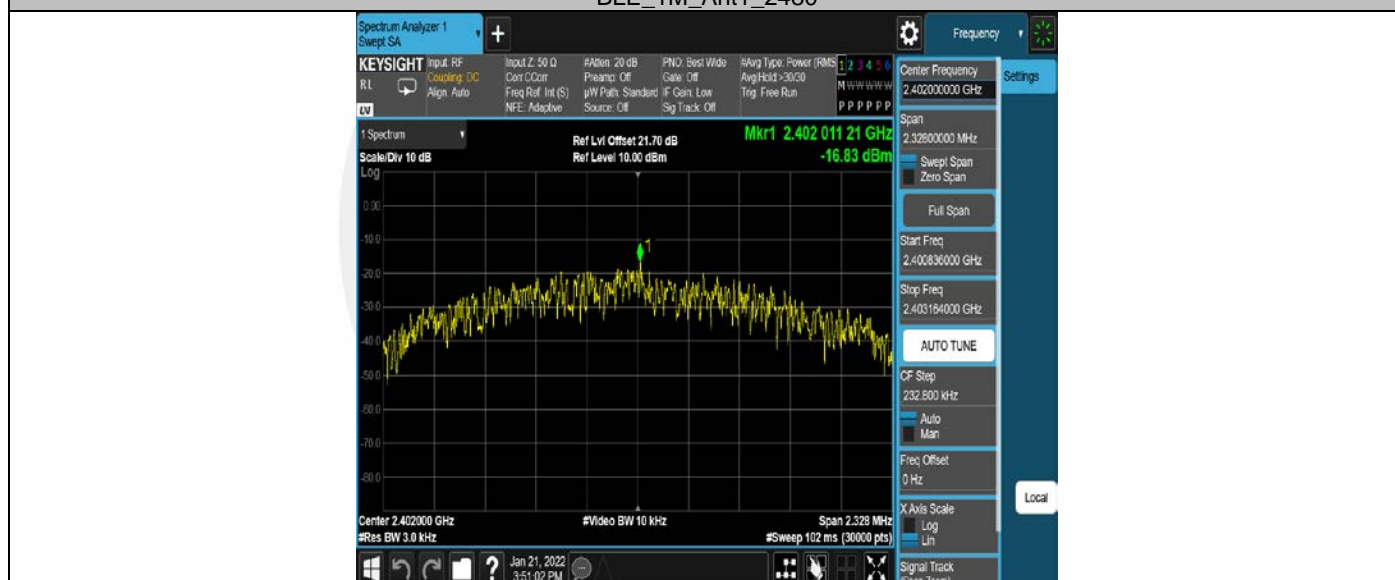 BLE_1M_Ant1_2480
Spectrum Analyzer 1
Swept SA
+
Frequency
KEYSIGHT
Input: RF
Coupling: DC
Align: Auto
RL
LXI
Input Z: 50 Ω
Corr CCorr
Freq Ref: Int (S)
NFE: Adaptive
#Atten: 20 dB
Preamp: Off
µW Path: Standard
Source: Off
PNO: Best Wide
Gate: Off
IF Gain: Low
Sig Track: Off
#Avg Type: Power (RMS
Avg|Hold:>30/30
Trig: Free Run
1 2 3 4 5 6
M W W W W W
P P P P P P
Center Frequency
2.402000000 GHz
Settings
Span
2.32800000 MHz
Swept Span
Zero Span
Full Span
Start Freq
2.400836000 GHz
Stop Freq
2.403164000 GHz
AUTO TUNE
CF Step
232.800 kHz
Auto
Man
Freq Offset
0 Hz
X Axis Scale
Log
Lin
Local
Signal Track
(Span Zoom)
1 Spectrum
Scale/Div 10 dB
Log
Ref Lvl Offset 21.70 dB
Ref Level 10.00 dBm
Mkr1 2.402 011 21 GHz
-16.83 dBm
1
0.00
-10.0
-20.0
-30.0
-40.0
-50.0
-60.0
-70.0
-80.0
Center 2.402000 GHz
#Res BW 3.0 kHz
#Video BW 10 kHz
Span 2.328 MHz
#Sweep 102 ms (30000 pts)
?
Jan 21, 2022
3:51:02 PM